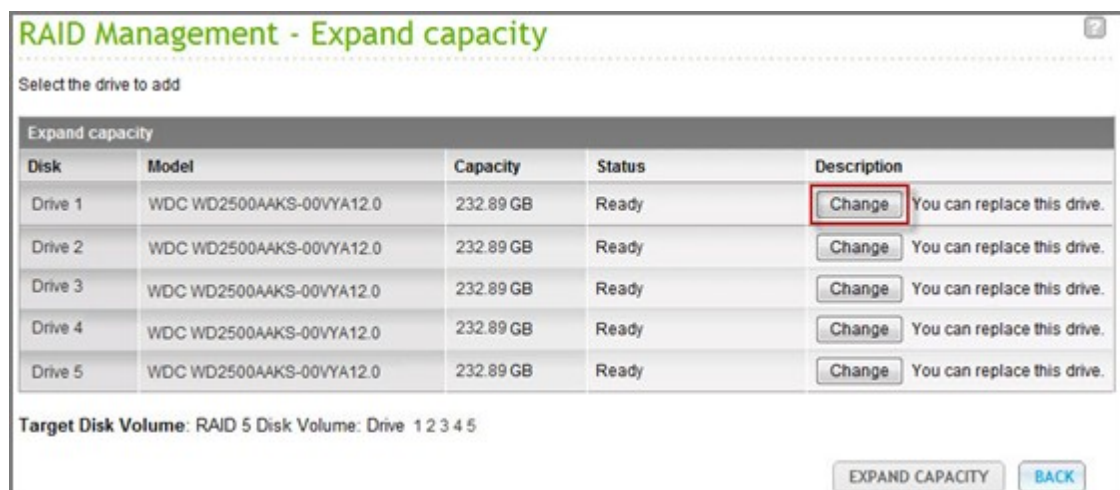 RAID Management - Expand capacity
?
Select the drive to add
Expand capacity
Disk Model Capacity Status Description
Drive 1 WDC WD2500AAKS-00VYA12.0 232.89 GB Ready Change You can replace this drive.
Drive 2 WDC WD2500AAKS-00VYA12.0 232.89 GB Ready Change You can replace this drive.
Drive 3 WDC WD2500AAKS-00VYA12.0 232.89 GB Ready Change You can replace this drive.
Drive 4 WDC WD2500AAKS-00VYA12.0 232.89 GB Ready Change You can replace this drive.
Drive 5 WDC WD2500AAKS-00VYA12.0 232.89 GB Ready Change You can replace this drive.
Target Disk Volume: RAID 5 Disk Volume: Drive 1 2 3 4 5
EXPAND CAPACITY BACK